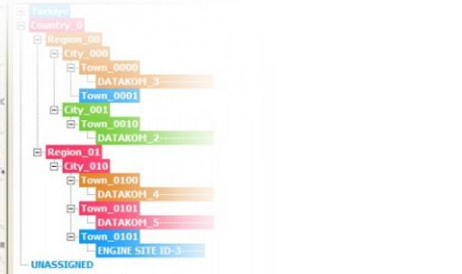 Türkiye
Country_0
Region_00
City_000
Town_0000
DATAKOM_3
Town_0001
City_001
Town_0010
DATAKOM_2
Region_01
City_010
Town_0100
DATAKOM_4
Town_0101
DATAKOM_5
Town_0101
ENGINE SITE ID-3
UNASSIGNED